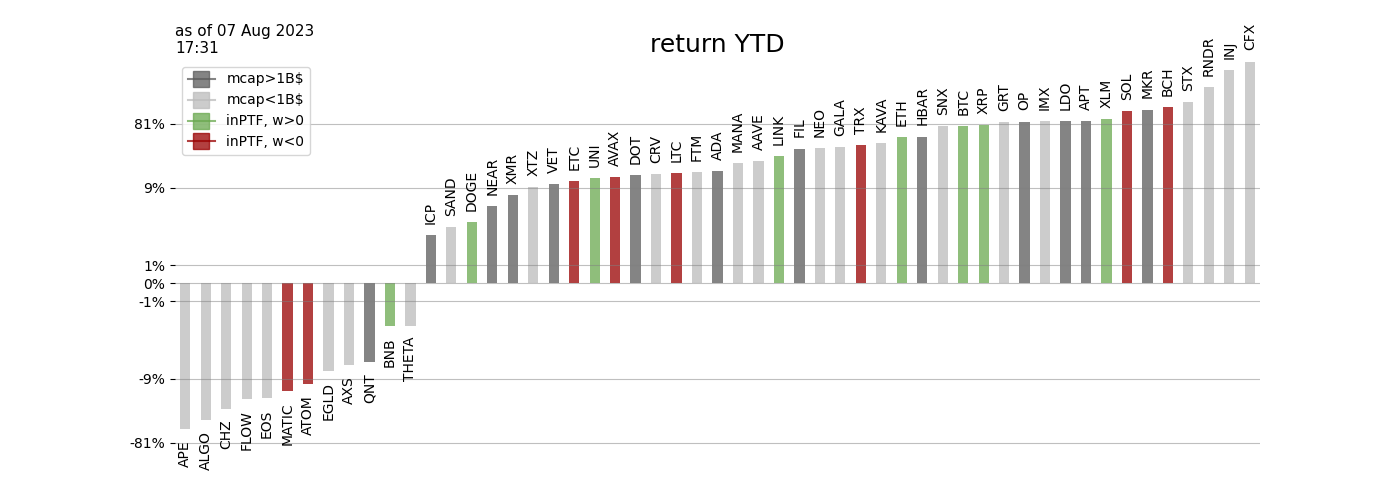 as of 07 Aug 2023
17:31
return YTD
mcap>1B$
mcap<1B$
inPTF, w>0
inPTF, w<0
81%
9%
1%
0%
-1%
-9%
-81%
APE
ALGO
CHZ
FLOW
EOS
MATIC
ATOM
EGLD
AXS
QNT
BNB
THETA
ICP
SAND
DOGE
NEAR
XMR
XTZ
VET
ETC
UNI
AVAX
DOT
CRV
LTC
FTM
ADA
MANA
AAVE
LINK
FIL
NEO
GALA
TRX
KAVA
ETH
HBAR
SNX
BTC
XRP
GRT
OP
IMX
LDO
APT
XLM
SOL
MKR
BCH
STX
RNDR
INJ
CFX